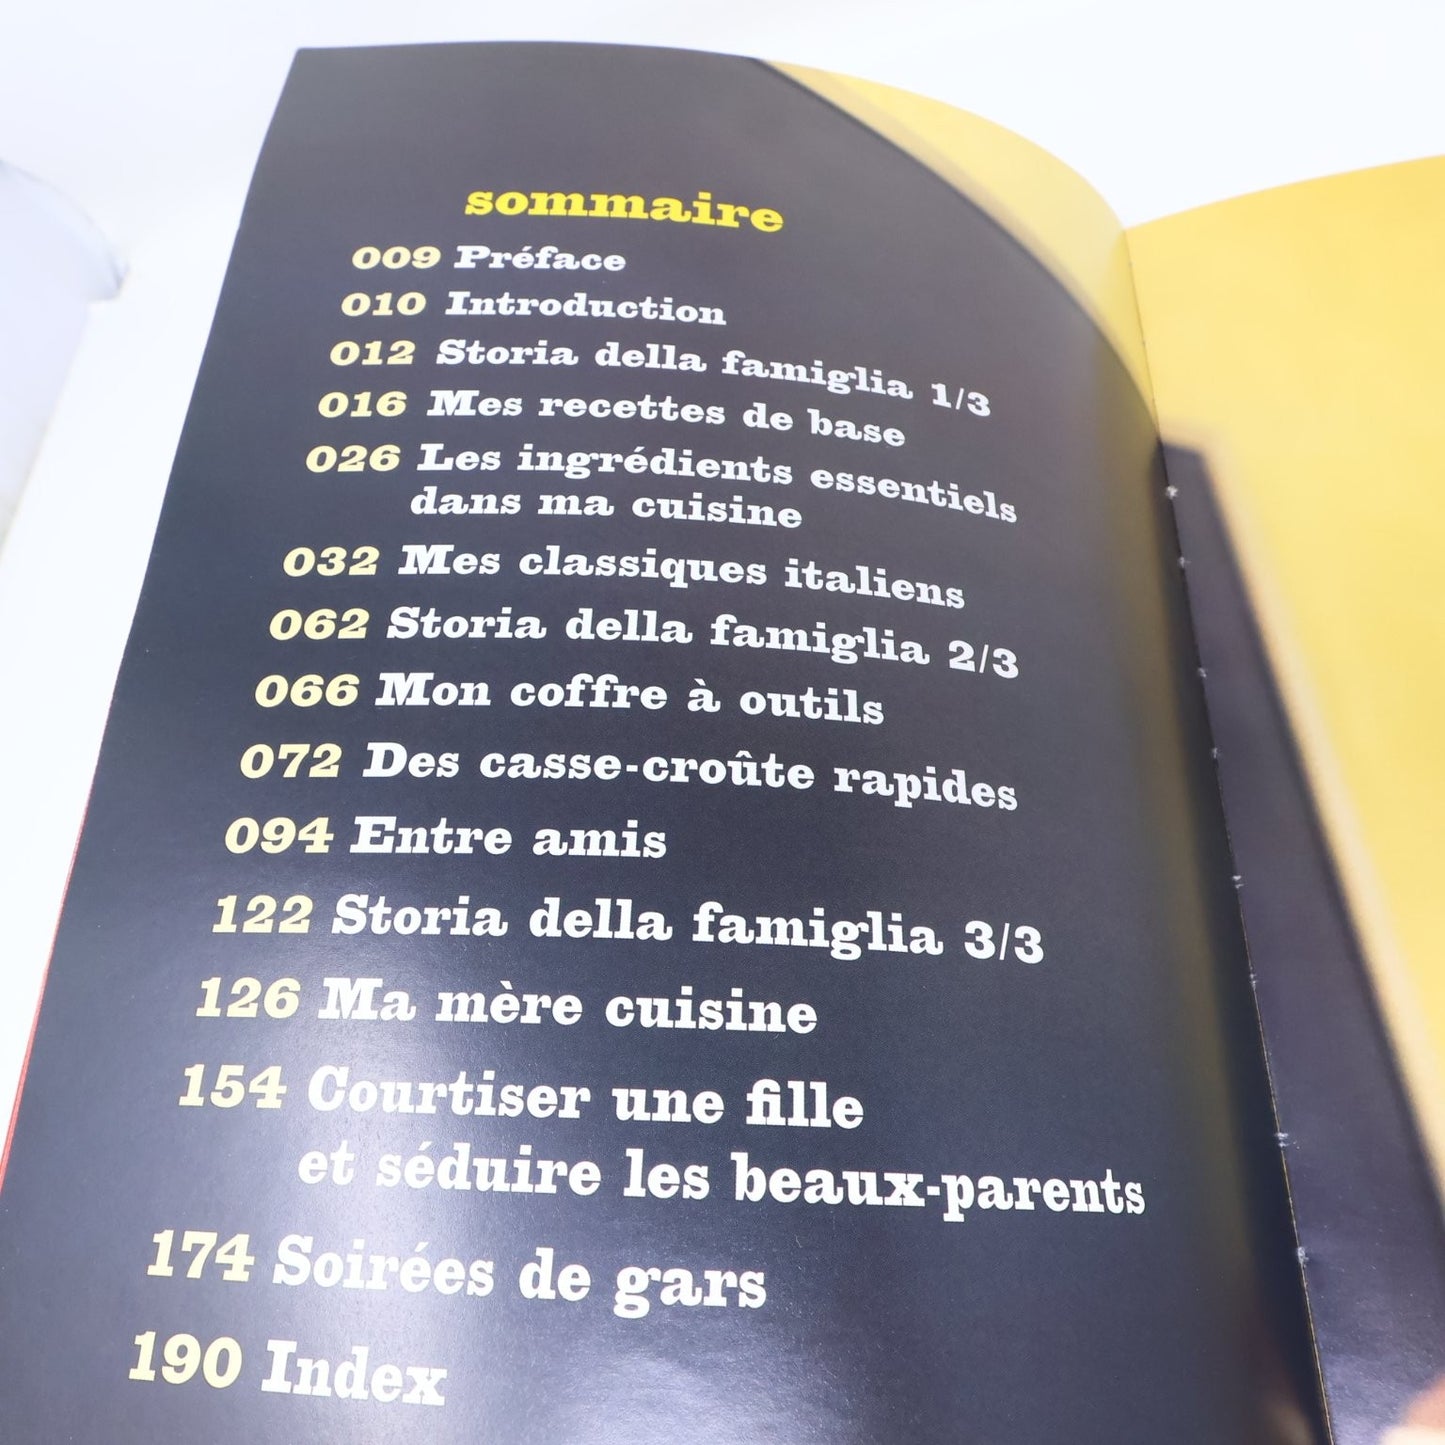 sommaire
009 Préface
010 Introduction
012 Storia della famiglia 1/3
016 Mes recettes de base
026 Les ingrédients essentiels
dans ma cuisine
032 Mes classiques italiens
062 Storia della famiglia 2/3
066 Mon coffre à outils
072 Des casse-croûte rapides
094 Entre amis
122 Storia della famiglia 3/3
126 Ma mère cuisine
154 Courtiser une fille
et séduire les beaux-parents
174 Soirées de gars
190 Index